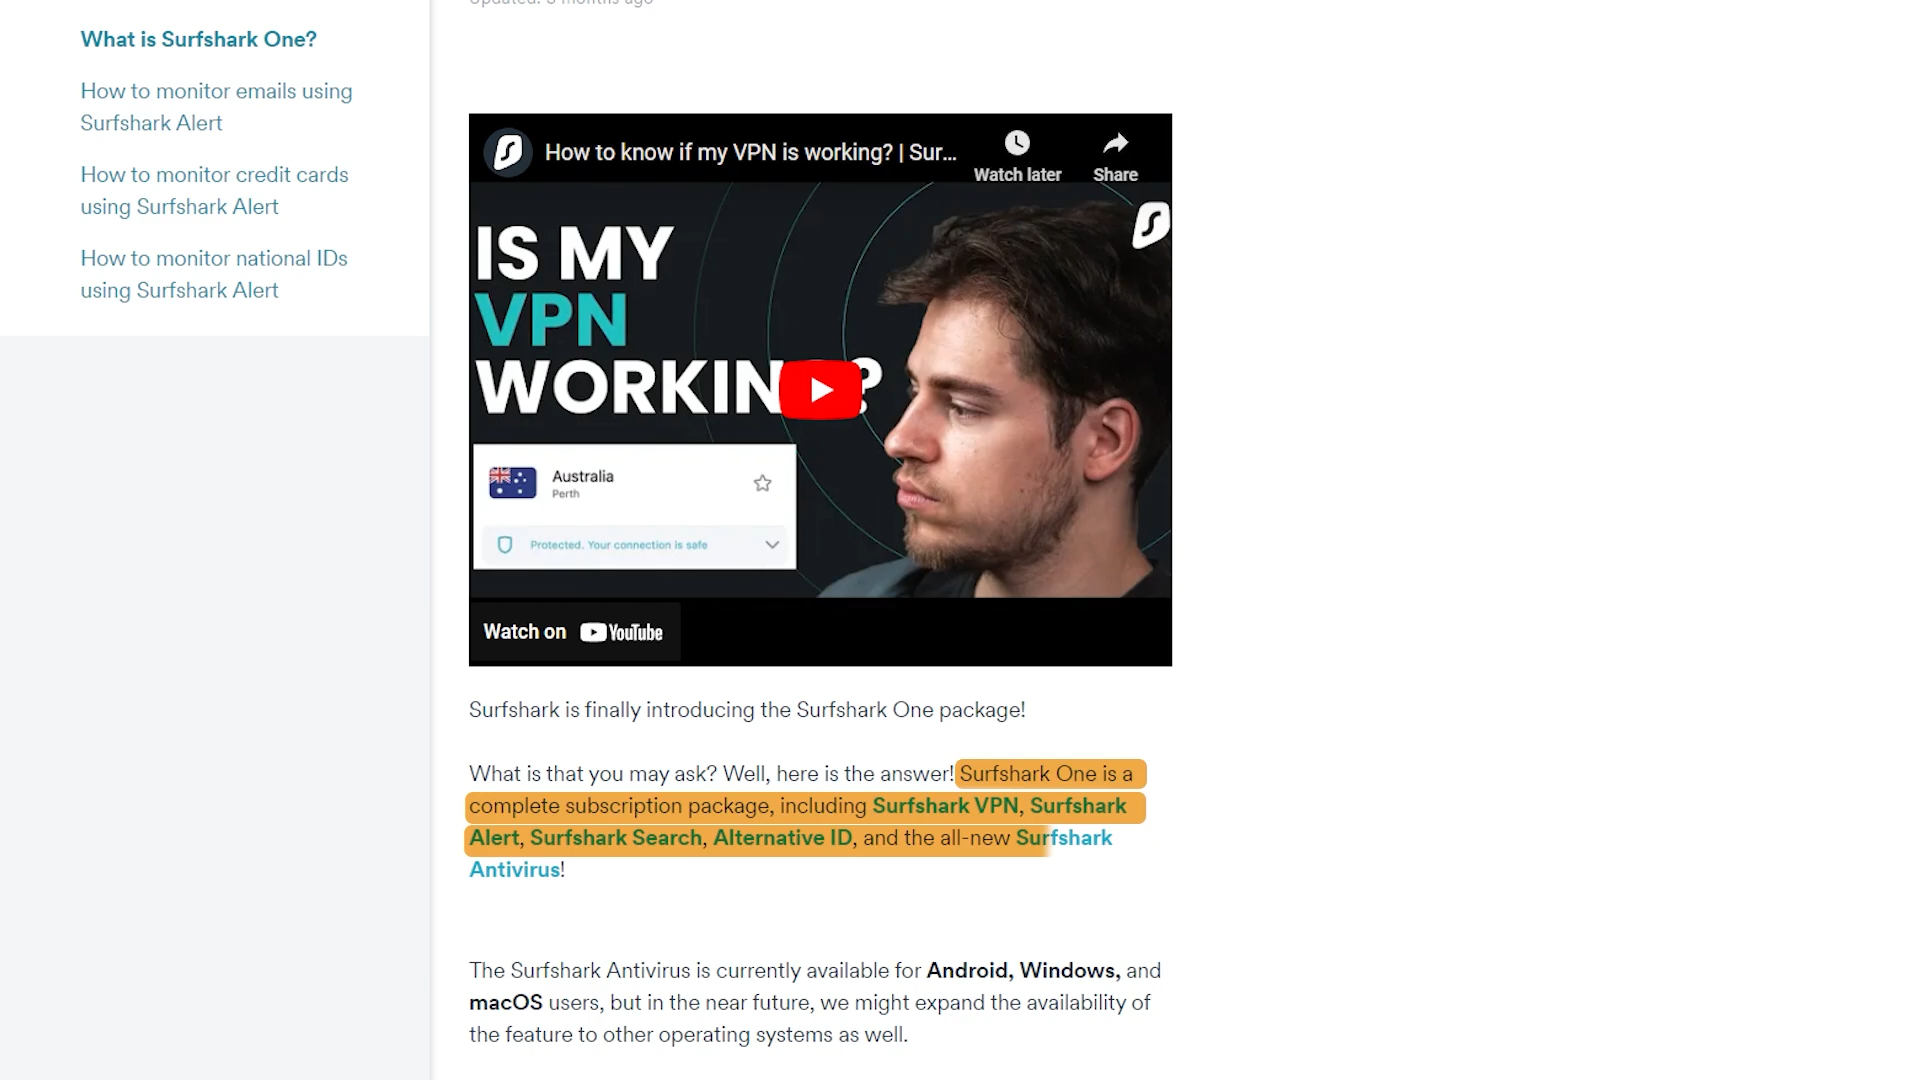 Updated: 8 months ago
What is Surfshark One?
How to monitor emails using
Surfshark Alert
How to monitor credit cards
using Surfshark Alert
How to monitor national IDs
using Surfshark Alert
How to know if my VPN is working? | Sur...
Watch later
Share
IS MY
VPN
WORKIN ?
Australia
Perth
Protected. Your connection is safe
Watch on YouTube
Surfshark is finally introducing the Surfshark One package!
What is that you may ask? Well, here is the answer! Surfshark One is a
complete subscription package, including Surfshark VPN, Surfshark
Alert, Surfshark Search, Alternative ID, and the all-new Surfshark
Antivirus!
The Surfshark Antivirus is currently available for Android, Windows, and
macOS users, but in the near future, we might expand the availability of
the feature to other operating systems as well.